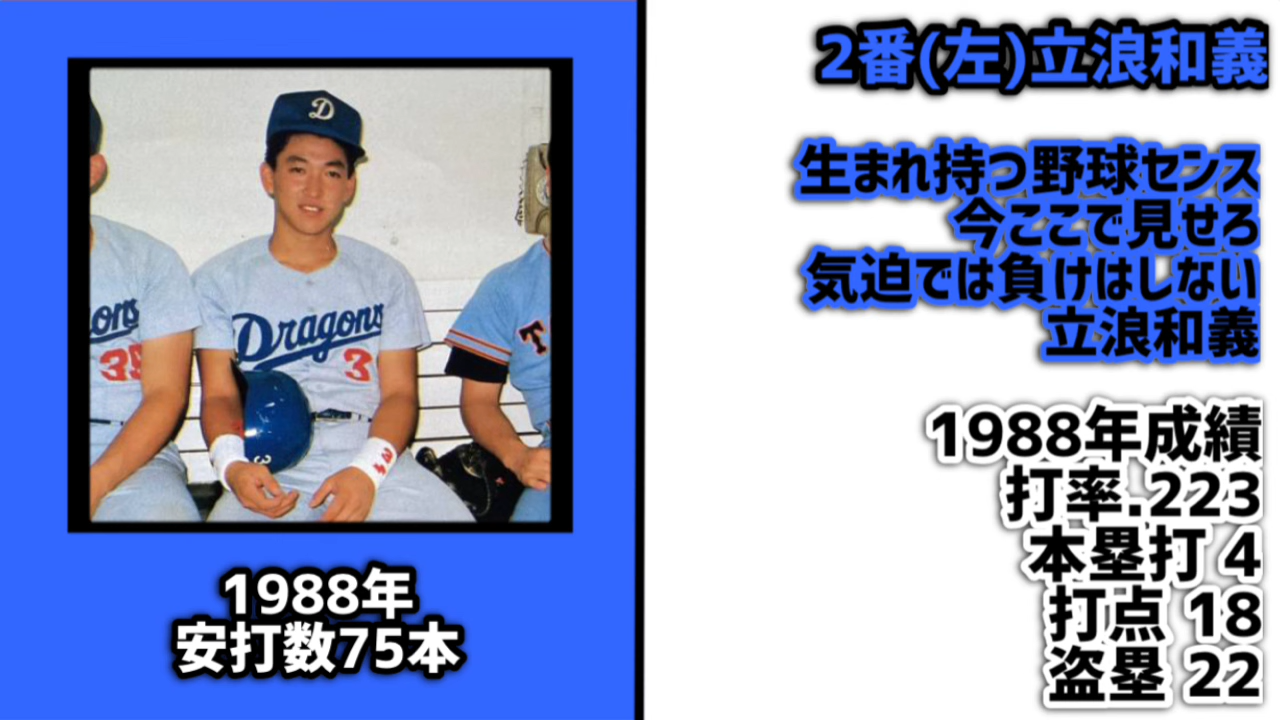 D
ons
39
Dragons
3
T
3
1988年
安打数75本
2番(左)立浪和義
生まれ持つ野球センス
今ここで見せろ
気迫では負けはしない
立浪和義
1988年成績
打率.223
本塁打 4
打点 18
盗塁 22